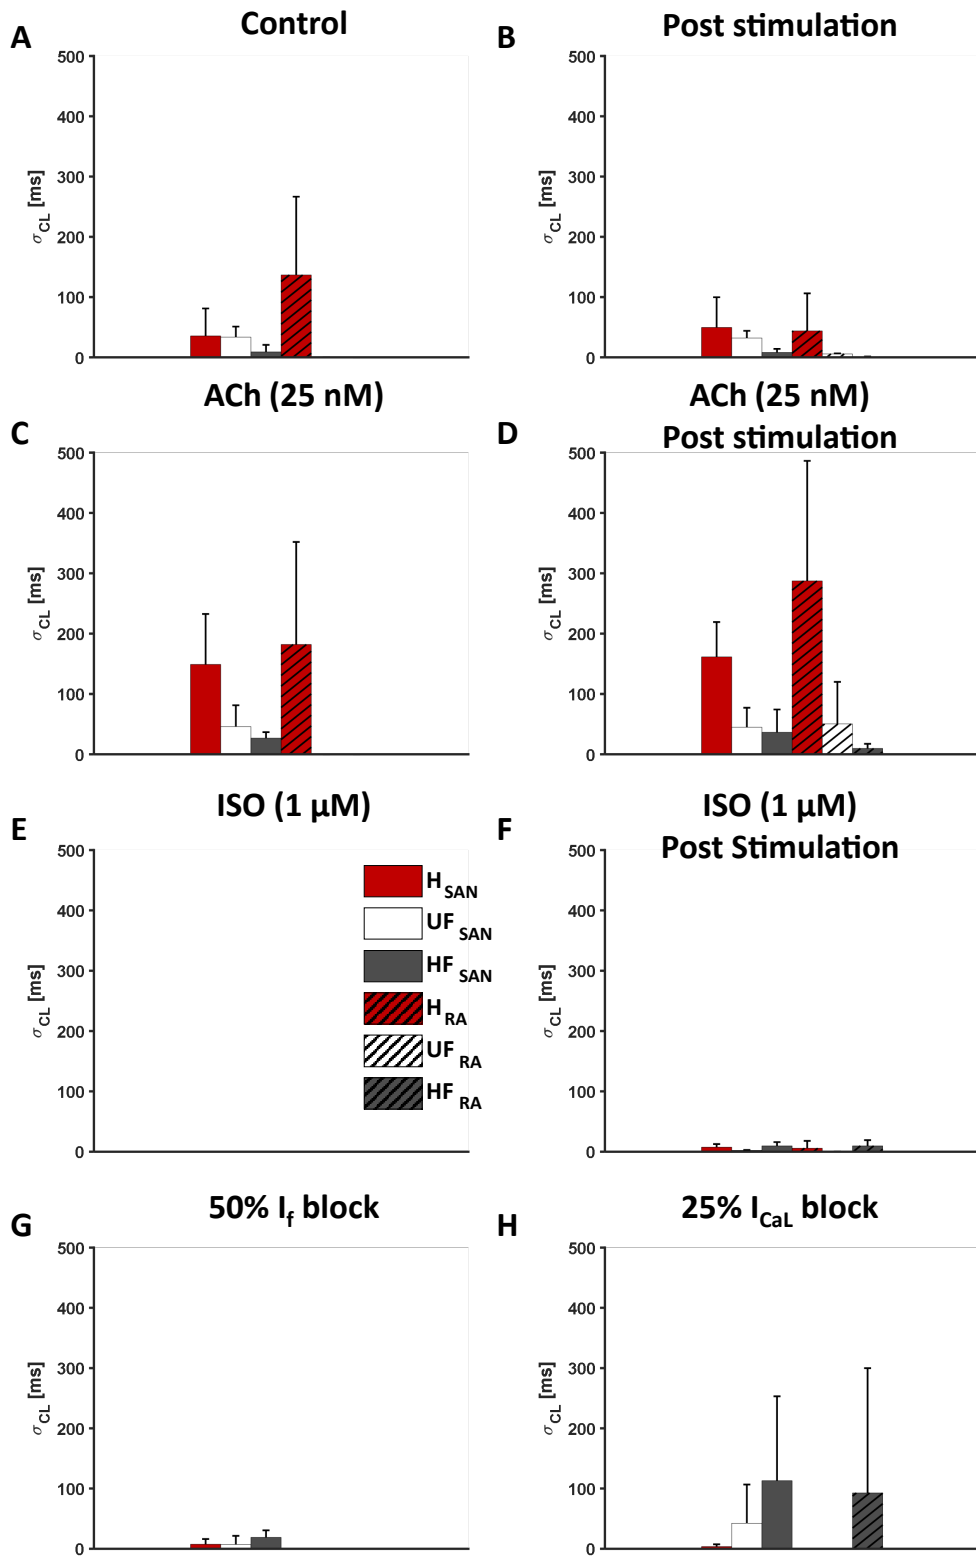 A
Control
500
400
300
200
100
0
σCL [ms]
B
Post stimulation
500
400
300
200
100
0
σCL [ms]
C
ACh (25 nM)
500
400
300
200
100
0
σCL [ms]
D
ACh (25 nM)
Post stimulation
500
400
300
200
100
0
σCL [ms]
E
ISO (1 µM)
500
400
300
200
100
0
σCL [ms]
HSAN
UFSAN
HFSAN
HRA
UFRA
HFRA
F
ISO (1 µM)
Post Stimulation
500
400
300
200
100
0
σCL [ms]
G
50% If block
500
400
300
200
100
0
σCL [ms]
H
25% ICaL block
500
400
300
200
100
0
σCL [ms]